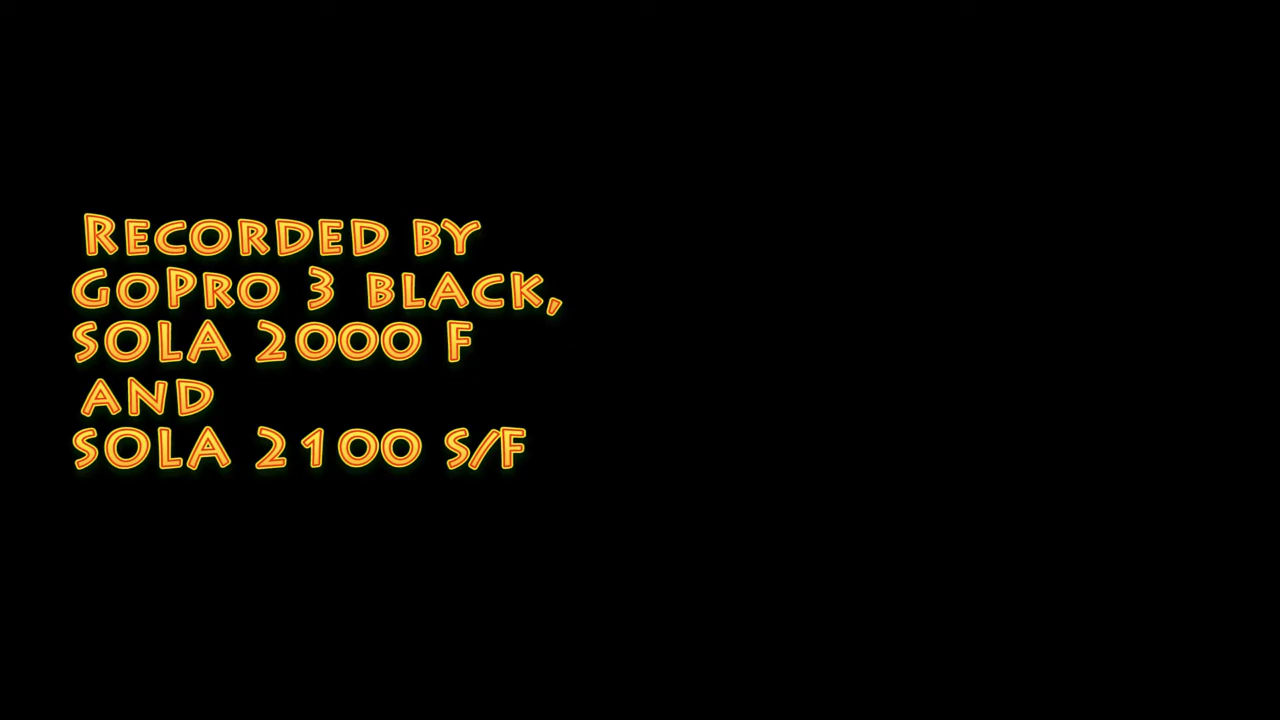 Recorded by
GoPro 3 black,
SOLA 2000 F
and
SOLA 2100 S/F